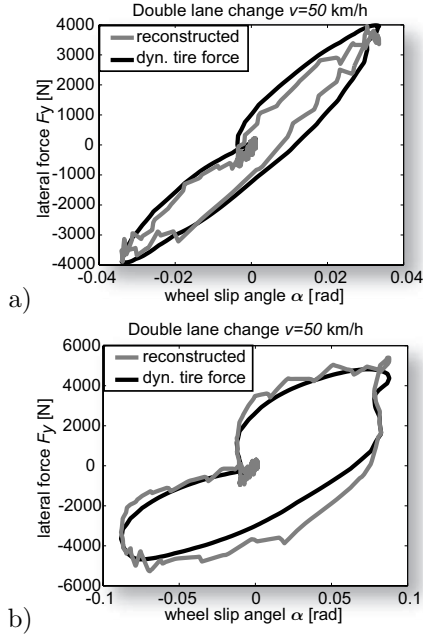 Double lane change v=50 km/h
reconstructed
dyn. tire force
lateral force Fy [N]
4000
3000
2000
1000
0
-1000
-2000
-3000
-4000
-0.04 -0.02 0 0.02 0.04
wheel slip angle α [rad]
a)
Double lane change v=50 km/h
reconstructed
dyn. tire force
lateral force Fy [N]
6000
4000
2000
0
-2000
-4000
-6000
-0.1 -0.05 0 0.05 0.1
wheel slip angel α [rad]
b)